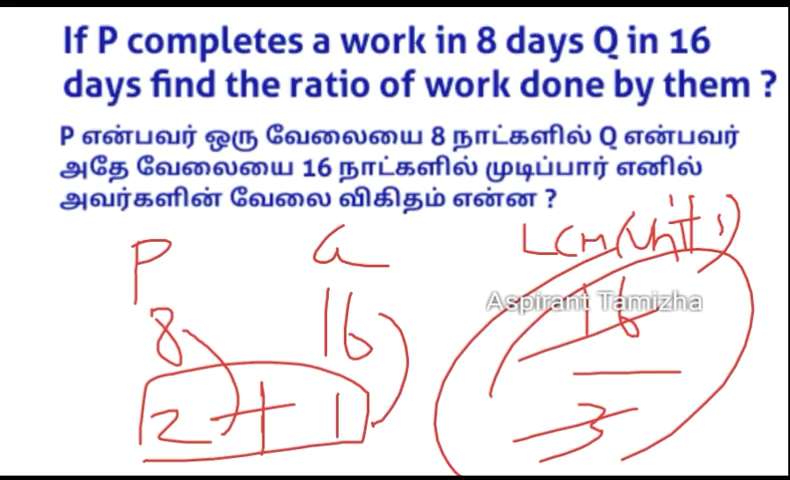 If P completes a work in 8 days Q in 16
days find the ratio of work done by them ?
P என்பவர் ஒரு வேலையை 8 நாட்களில் Q என்பவர்
அதே வேலையை 16 நாட்களில் முடிப்பார் எனில்
அவர்களின் வேலை விகிதம் என்ன ?
P Q LCM(Units)
Aspirant Tamizha
8 16 16
2 + 1 3